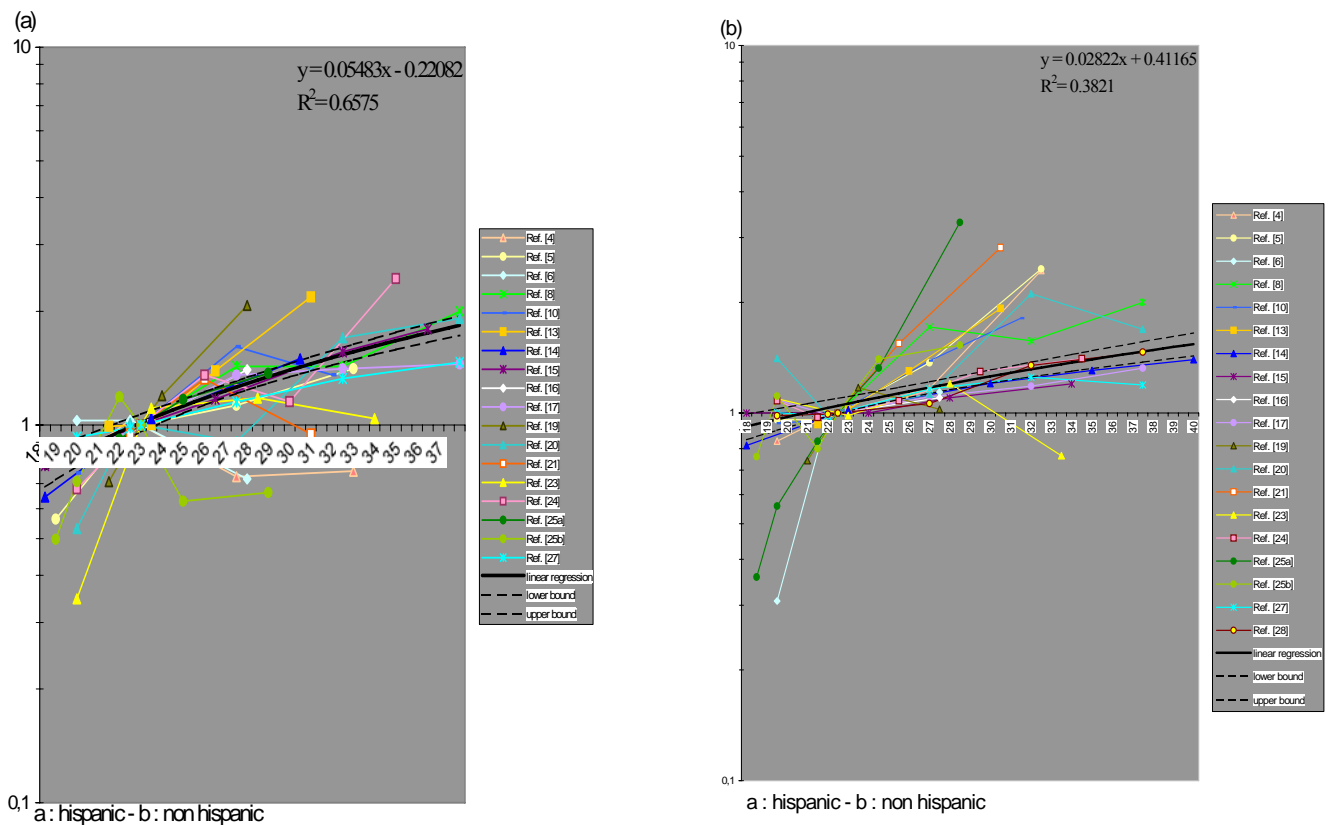 (a)
10
y = 0.05483x - 0.22082
R² = 0.6575
1
18 19 20 21 22 23 24 25 26 27 28 29 30 31 32 33 34 35 36 37
0,1
Ref. [4]
Ref. [5]
Ref. [6]
Ref. [8]
Ref. [10]
Ref. [13]
Ref. [14]
Ref. [15]
Ref. [16]
Ref. [17]
Ref. [19]
Ref. [20]
Ref. [21]
Ref. [23]
Ref. [24]
Ref. [25a]
Ref. [25b]
Ref. [27]
linear regression
lower bound
upper bound
a : hispanic - b : non hispanic
(b)
10
y = 0.02822x + 0.41165
R² = 0.3821
1
18 19 20 21 22 23 24 25 26 27 28 29 30 31 32 33 34 35 36 37 38 39 40
0,1
Ref. [4]
Ref. [5]
Ref. [6]
Ref. [8]
Ref. [10]
Ref. [13]
Ref. [14]
Ref. [15]
Ref. [16]
Ref. [17]
Ref. [19]
Ref. [20]
Ref. [21]
Ref. [23]
Ref. [24]
Ref. [25a]
Ref. [25b]
Ref. [27]
Ref. [28]
linear regression
lower bound
upper bound
a : hispanic - b : non hispanic